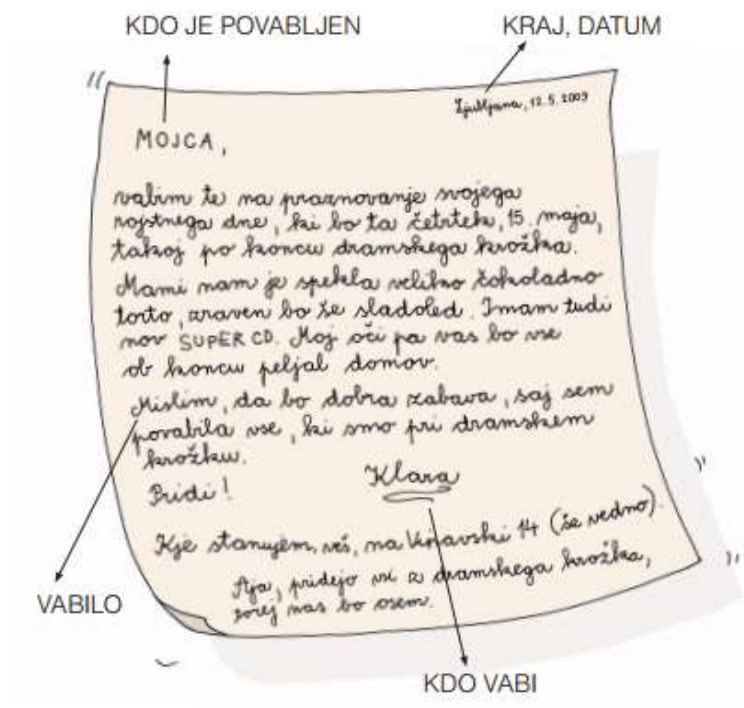 KDO JE POVABLJEN
KRAJ, DATUM
Ljubljana, 12. 5. 2003
MOJCA,
vabim te na praznovanje svojega
rojstnega dne, ki bo ta četrtek, 15. maja,
takoj po koncu dramskega krožka.
Mami nam je spekla veliko čokoladno
torto, zraven bo še sladoled. Imam tudi
nov SUPER CD. Moj oči pa vas bo vse
ob koncu peljal domov.
Mislim, da bo dobra zabava, saj sem
povabila vse, ki smo pri dramskem
krožku.
Pridi!
Klara
Kje stanujem, veš, na 14 (še vedno).
Aja, pridejo vsi z dramskega krožka,
torej nas bo osem.
VABILO
KDO VABI